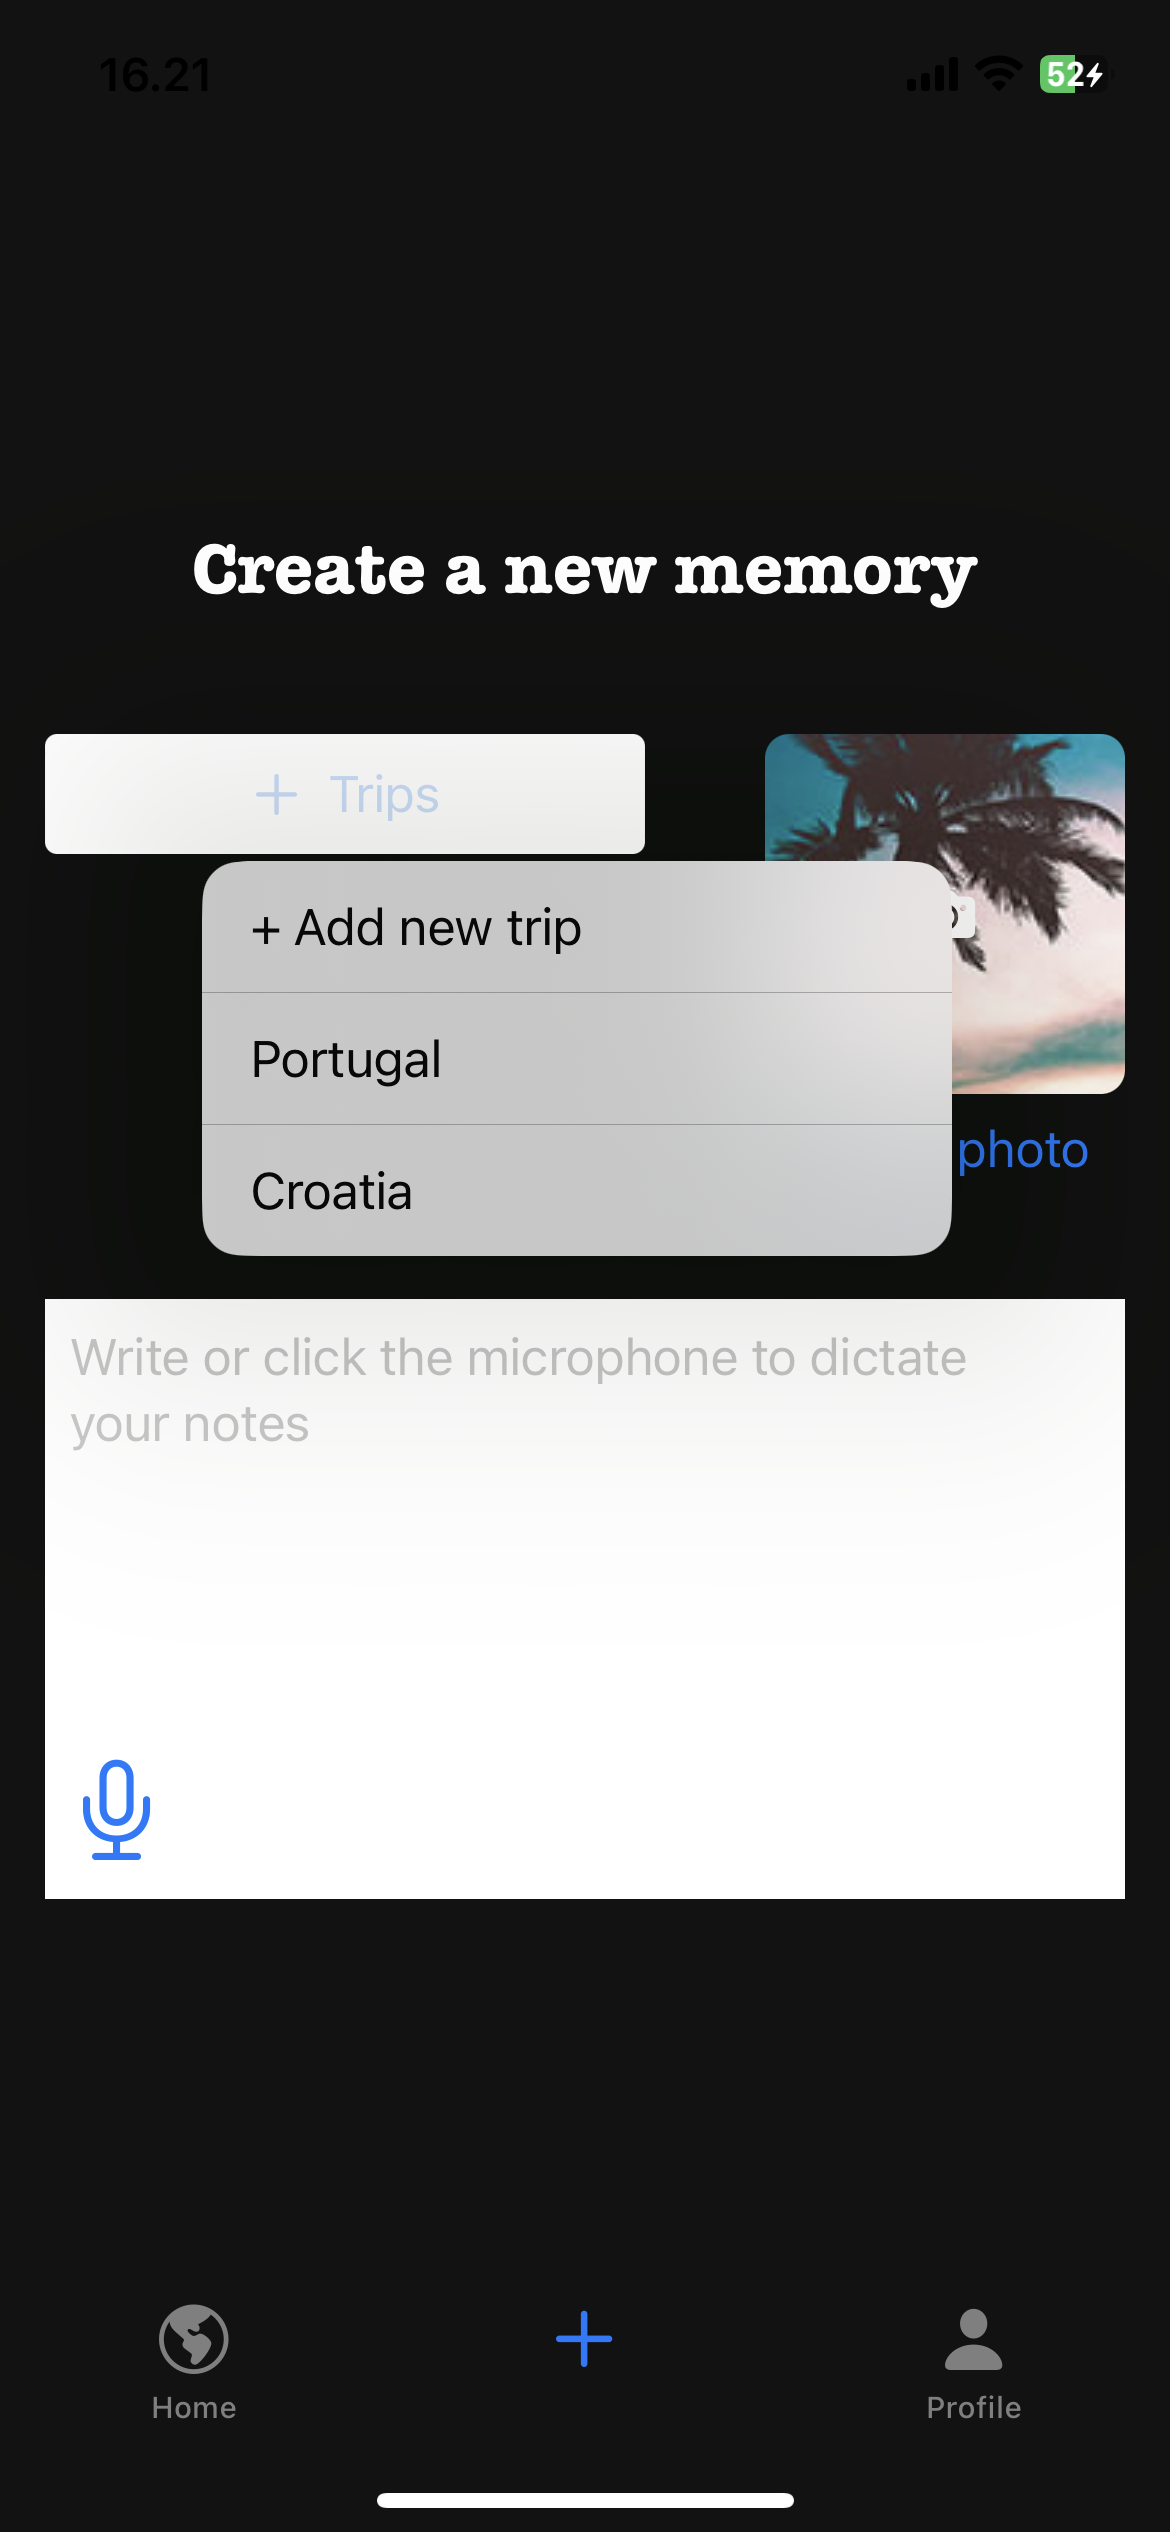 16.21
52
Create a new memory
+ Trips
+ Add new trip
Portugal
Croatia
photo
Write or click the microphone to dictate
your notes
Home
Profile